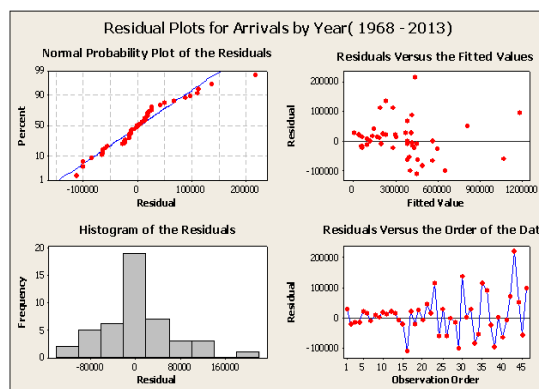 Residual Plots for Arrivals by Year( 1968 - 2013)
Normal Probability Plot of the Residuals
99
90
50
10
1
Percent
-100000 0 100000 200000
Residual
Residuals Versus the Fitted Values
200000
100000
0
-100000
Residual
0 300000 600000 900000 1200000
Fitted Value
Histogram of the Residuals
20
15
10
5
0
Frequency
-80000 0 80000 160000
Residual
Residuals Versus the Order of the Dat
200000
100000
0
-100000
Residual
1 5 10 15 20 25 30 35 40 45
Observation Order